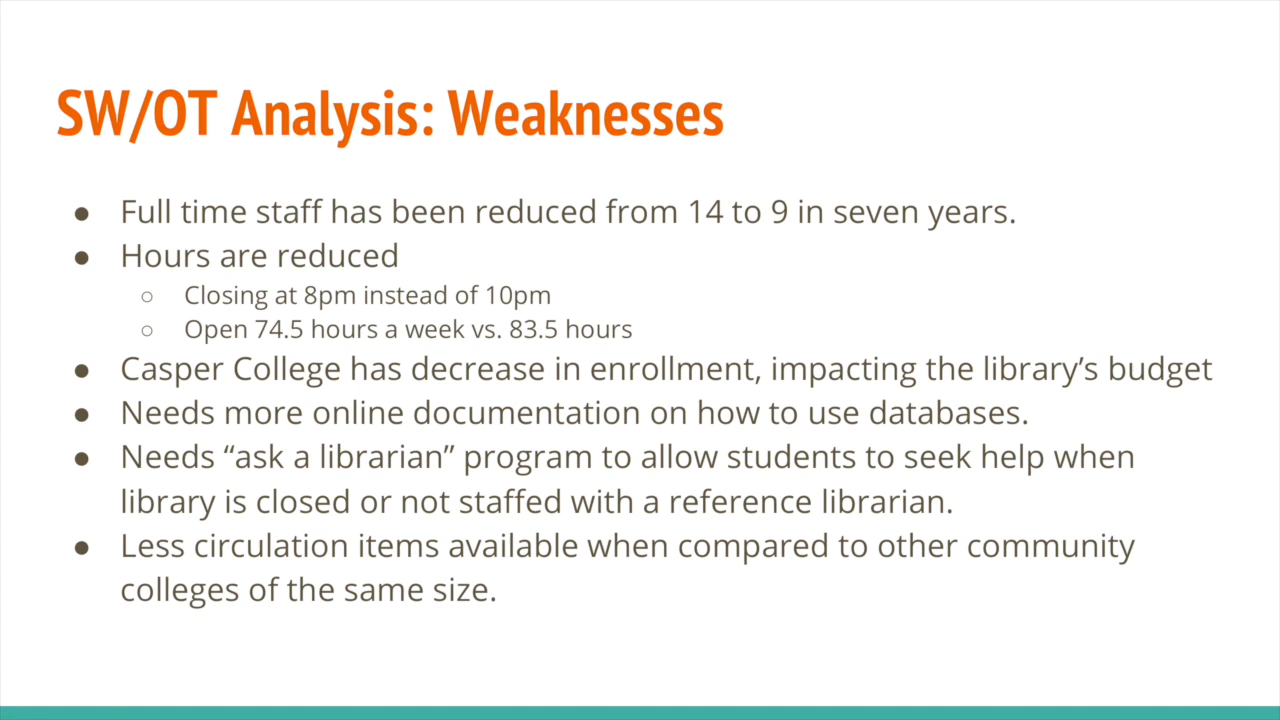 SW/OT Analysis: Weaknesses
● Full time staff has been reduced from 14 to 9 in seven years.
● Hours are reduced
○ Closing at 8pm instead of 10pm
○ Open 74.5 hours a week vs. 83.5 hours
● Casper College has decrease in enrollment, impacting the library’s budget
● Needs more online documentation on how to use databases.
● Needs “ask a librarian” program to allow students to seek help when
library is closed or not staffed with a reference librarian.
● Less circulation items available when compared to other community
colleges of the same size.